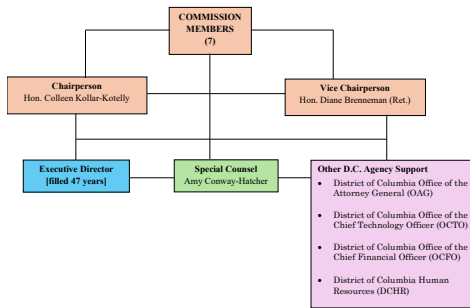 COMMISSION
MEMBERS
(7)
Chairperson
Hon. Colleen Kollar-Kotelly
Vice Chairperson
Hon. Diane Brenneman (Ret.)
Executive Director
[filled 47 years]
Special Counsel
Amy Conway-Hatcher
Other D.C. Agency Support
• District of Columbia Office of the
Attorney General (OAG)
• District of Columbia Office of the
Chief Technology Officer (OCTO)
• District of Columbia Office of the
Chief Financial Officer (OCFO)
• District of Columbia Human
Resources (DCHR)